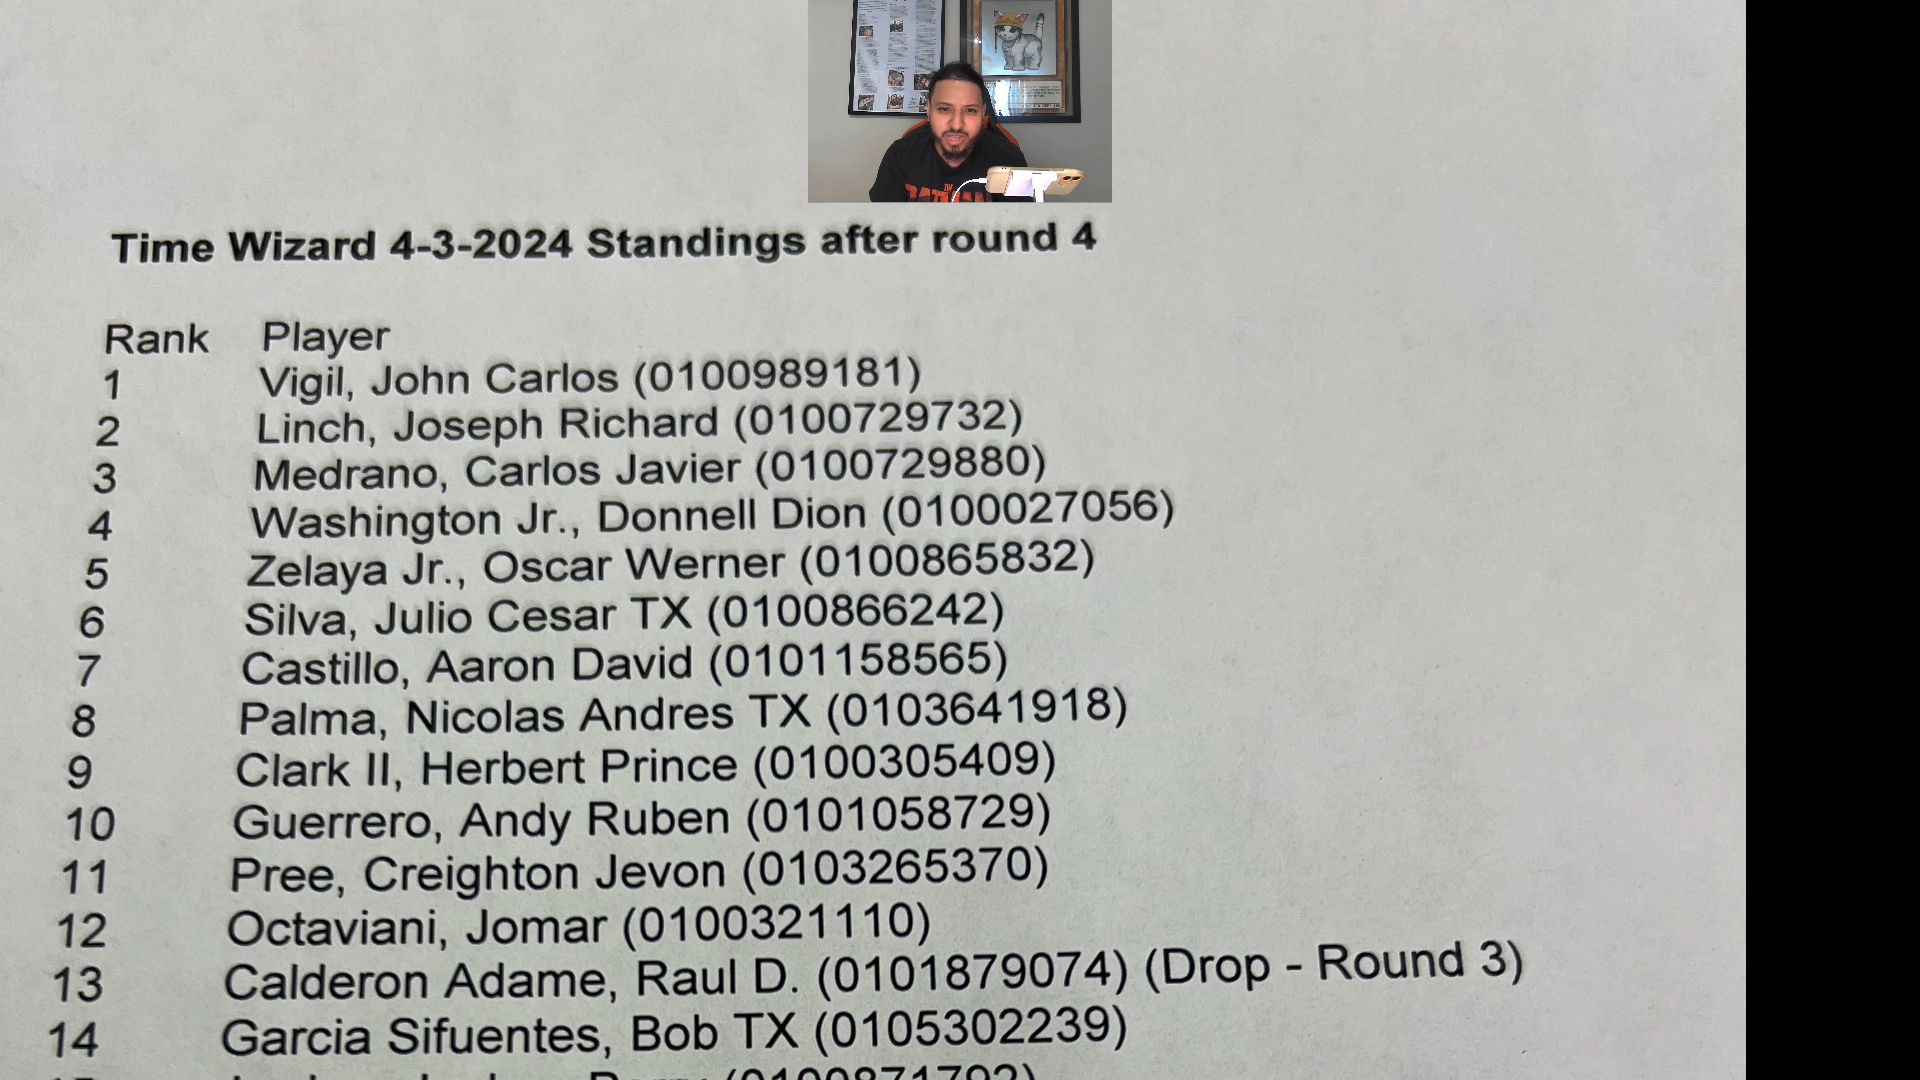 Time Wizard 4-3-2024 Standings after round 4
Rank Player
1 Vigil, John Carlos (0100989181)
2 Linch, Joseph Richard (0100729732)
3 Medrano, Carlos Javier (0100729880)
4 Washington Jr., Donnell Dion (0100027056)
5 Zelaya Jr., Oscar Werner (0100865832)
6 Silva, Julio Cesar TX (0100866242)
7 Castillo, Aaron David (0101158565)
8 Palma, Nicolas Andres TX (0103641918)
9 Clark II, Herbert Prince (0100305409)
10 Guerrero, Andy Ruben (0101058729)
11 Pree, Creighton Jevon (0103265370)
12 Octaviani, Jomar (0100321110)
13 Calderon Adame, Raul D. (0101879074) (Drop - Round 3)
14 Garcia Sifuentes, Bob TX (0105302239)